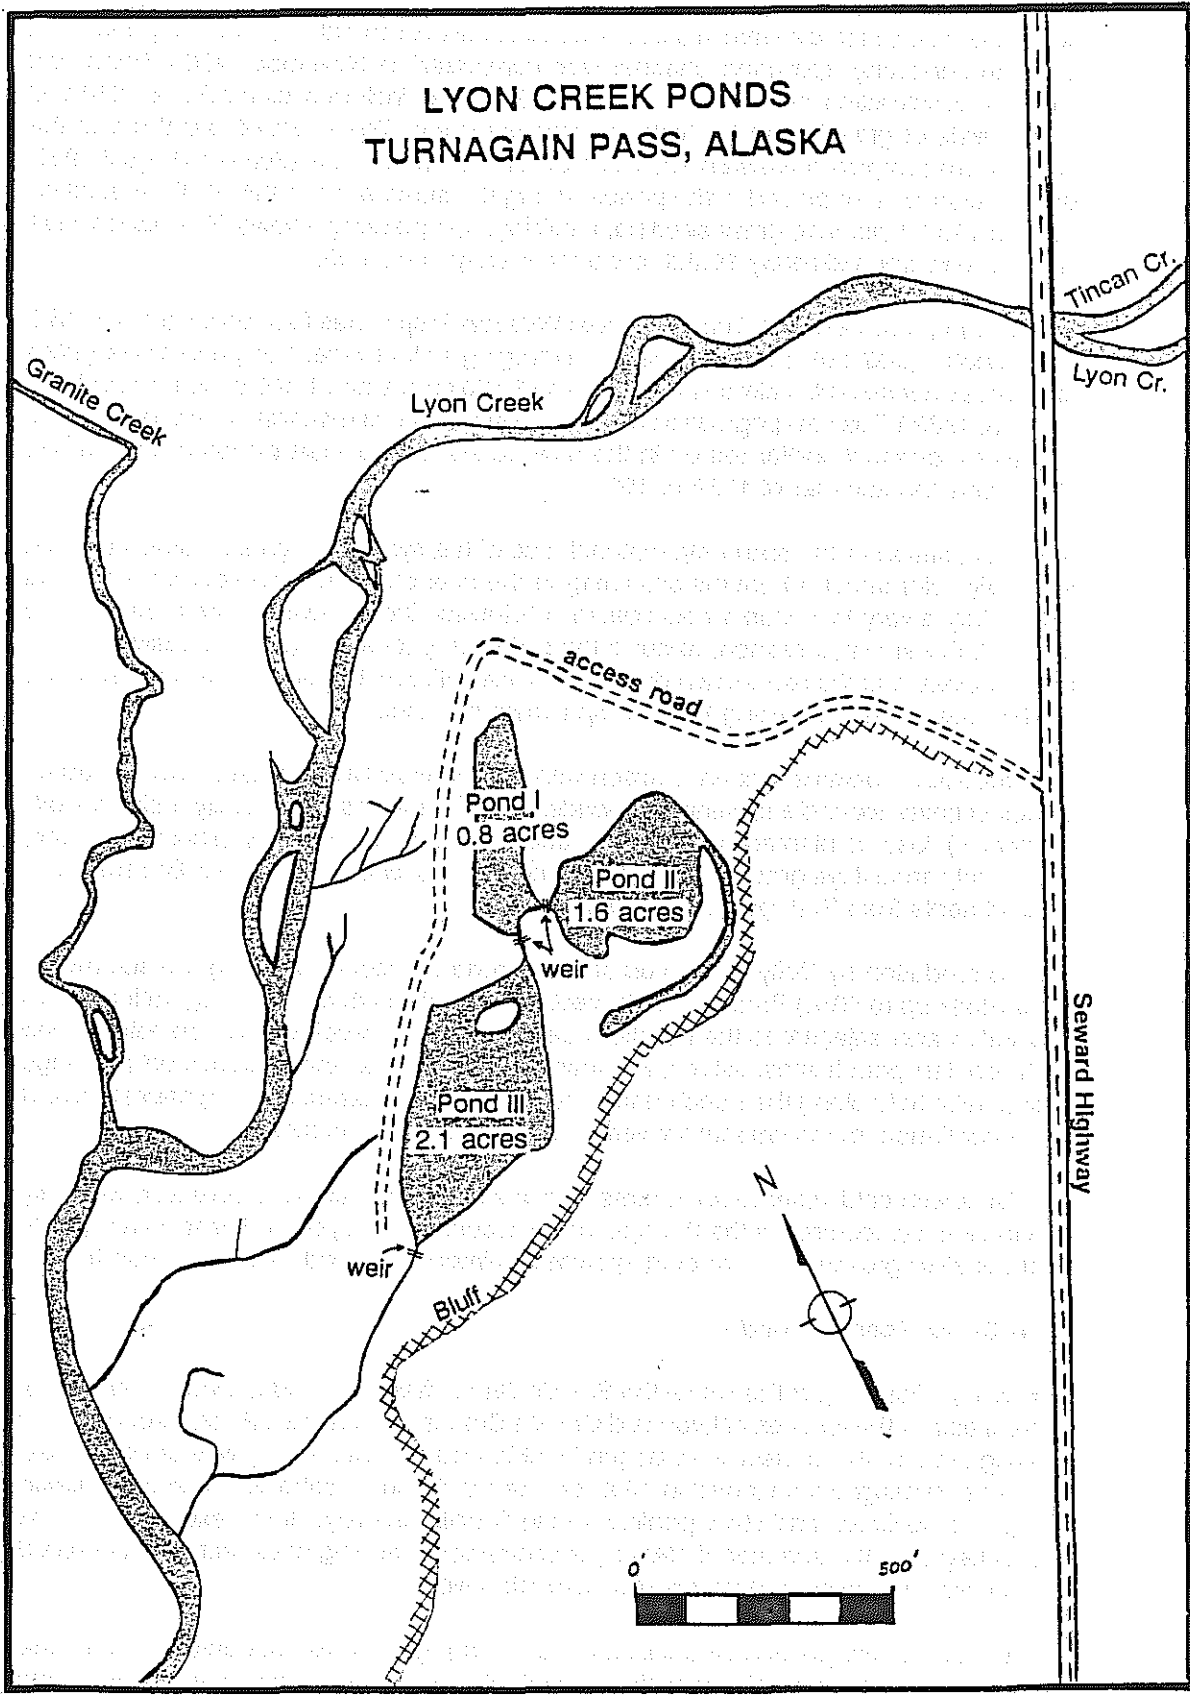 LYON CREEK PONDS
TURNAGAIN PASS, ALASKA
Tincan Cr.
Lyon Cr.
Granite Creek
Lyon Creek
access road
Pond I
0.8 acres
Pond II
1.6 acres
weir
Seward Highway
Pond III
2.1 acres
N
weir
Bluff
0'
500'